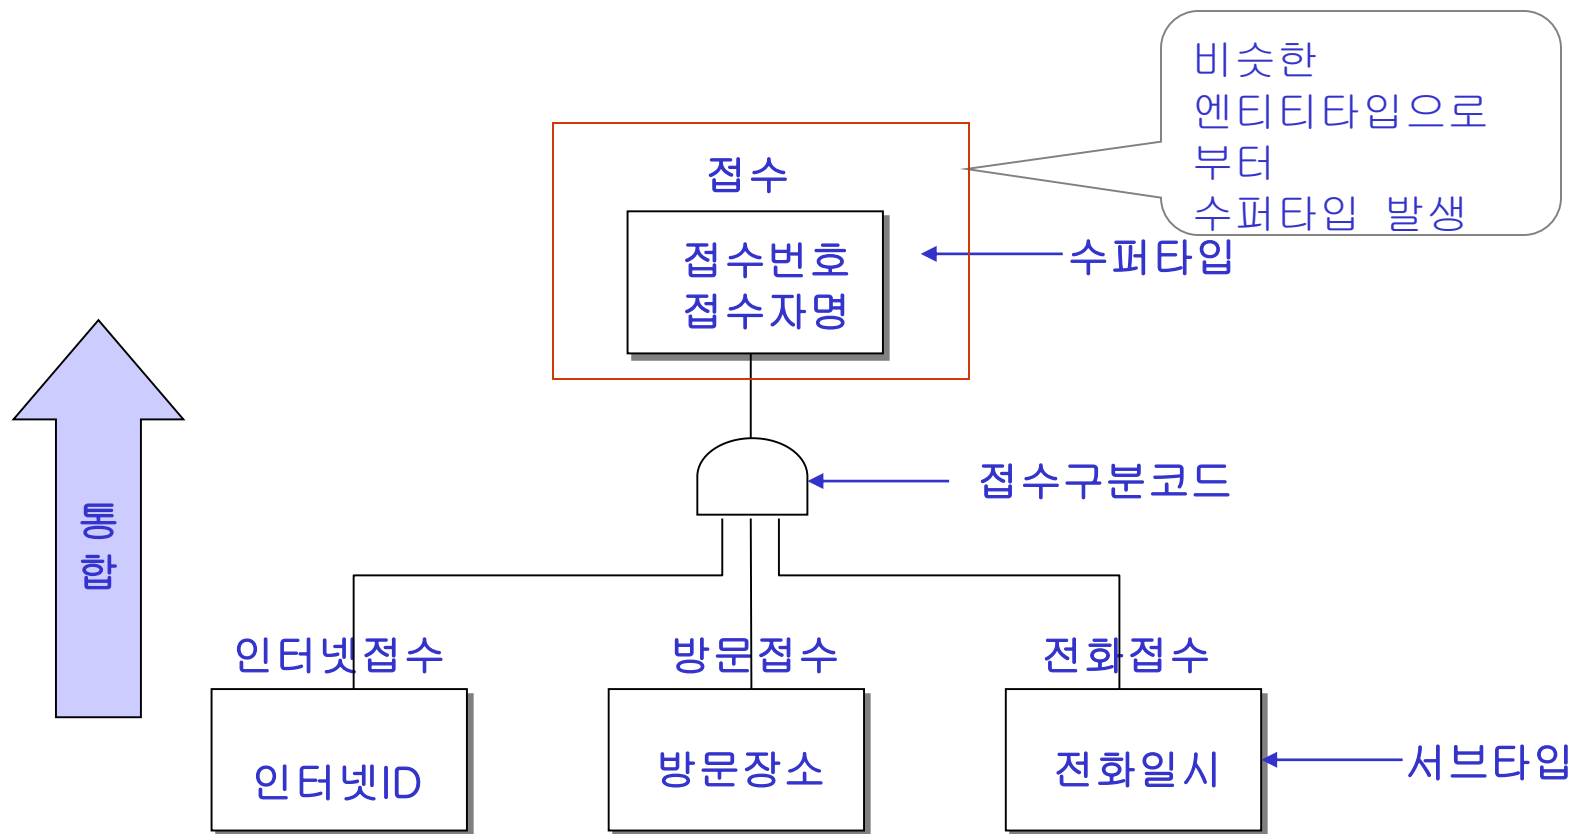 비슷한
엔티티타입으로
부터
수퍼타입 발생
접수
접수번호
접수자명
수퍼타입
접수구분코드
통
합
인터넷접수
방문접수
전화접수
인터넷ID
방문장소
전화일시
서브타입